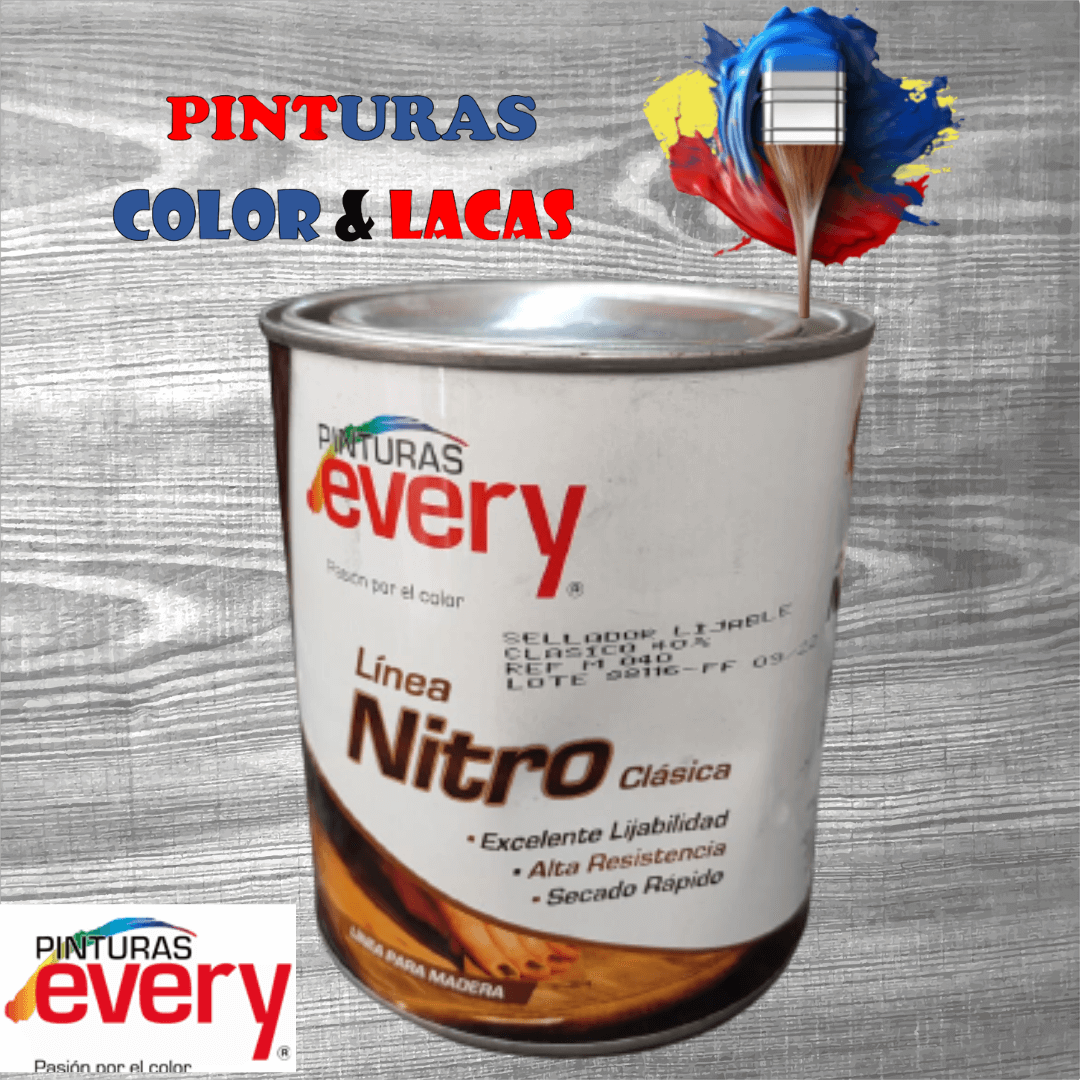 PINTURAS
COLOR & LACAS
PINTURAS
every
®
Pasión por el color
SELLADOR LIJABLE
CLASICO 40%
REF M 040
LOTE 98116-FF 09/22
Línea
Nitro Clásica
• Excelente Lijabilidad
• Alta Resistencia
• Secado Rápido
LINEA PARA MADERA
PINTURAS
every
®
Pasión por el color